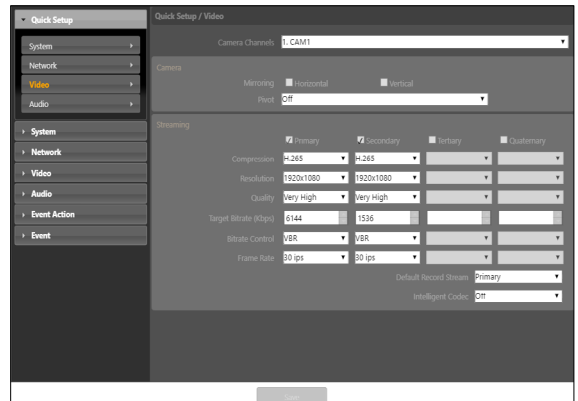 Quick Setup
System
Network
Video
Audio
System
Network
Video
Audio
Event Action
Event
Quick Setup / Video
Camera Channels 1. CAM1
Camera
Mirroring Horizontal Vertical
Pivot Off
Streaming
Primary Secondary Tertiary Quaternary
Compression H.265 H.265
Resolution 1920x1080 1920x1080
Quality Very High Very High
Target Bitrate (Kbps) 6144 1536
Bitrate Control VBR VBR
Frame Rate 30 ips 30 ips
Default Record Stream Primary
Intelligent Codec Off
Save